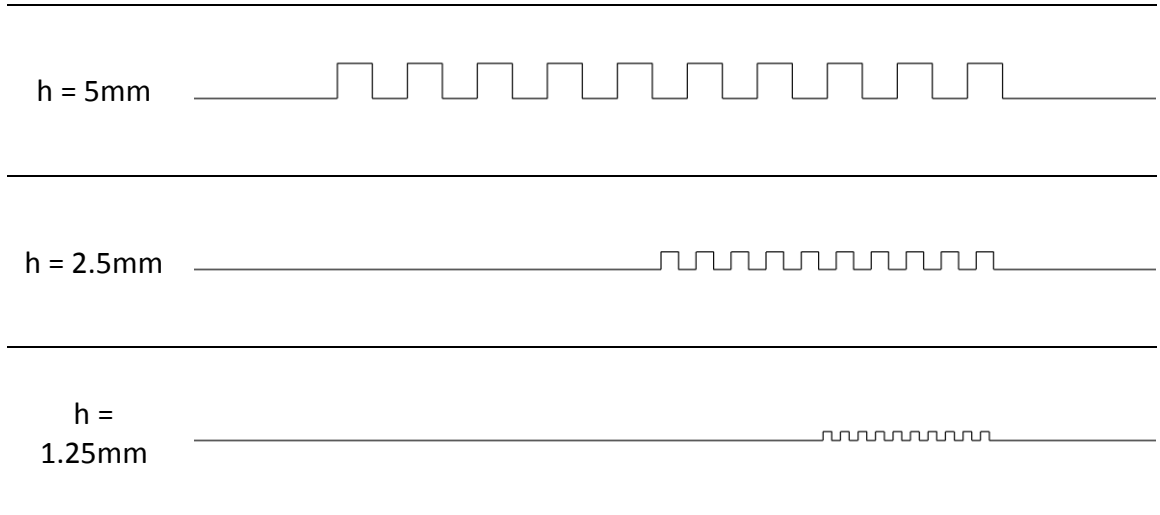 h = 5mm
h = 2.5mm
h =
1.25mm